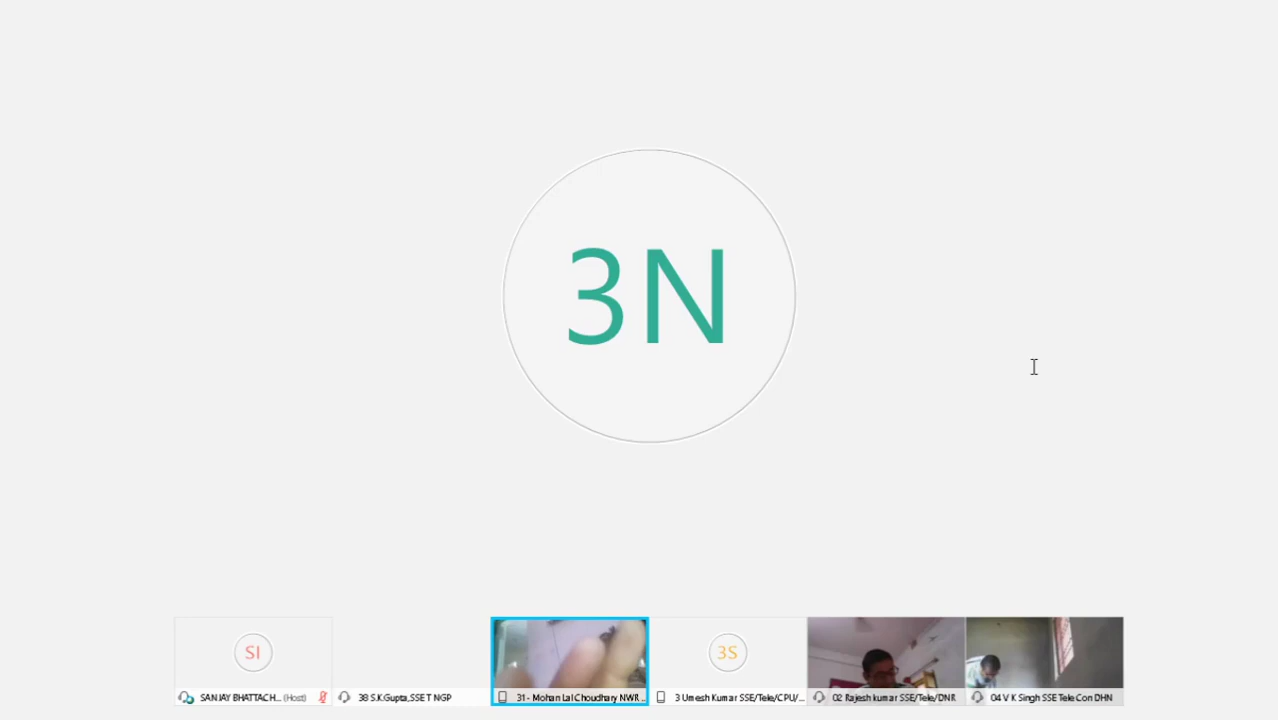 3N
SI
3S
SANJAY BHATTACH... (Host)
38 S.K.Gupta,SSE T NGP
31 - Mohan Lal Choudhary NWR...
3 Umesh Kumar SSE/Tele/CPU/...
02 Rajesh kumar SSE/Tele/DNR
04 V K Singh SSE Tele Con DHN